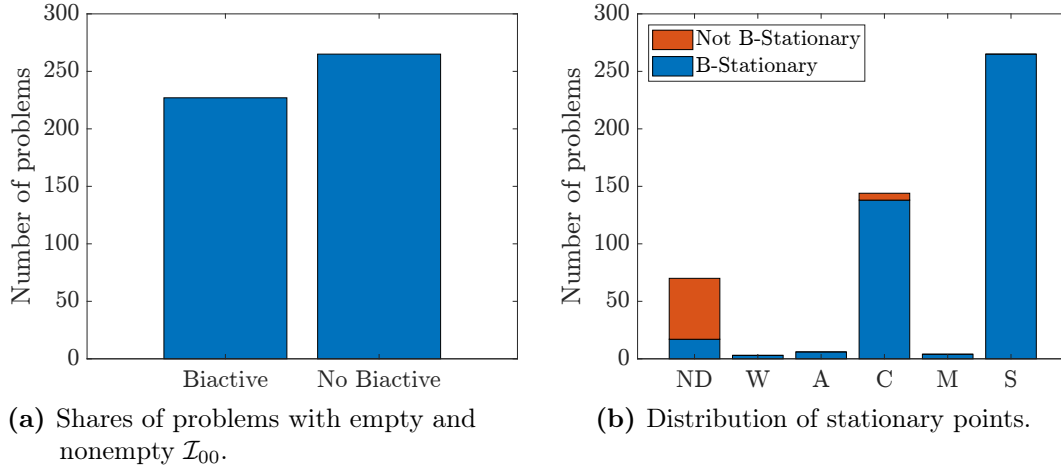 300
250
200
150
100
50
0
Number of problems
Biactive
No Biactive
(a) Shares of problems with empty and
nonempty I₀₀.
300
250
200
150
100
50
0
Number of problems
Not B-Stationary
B-Stationary
ND W A C M S
(b) Distribution of stationary points.